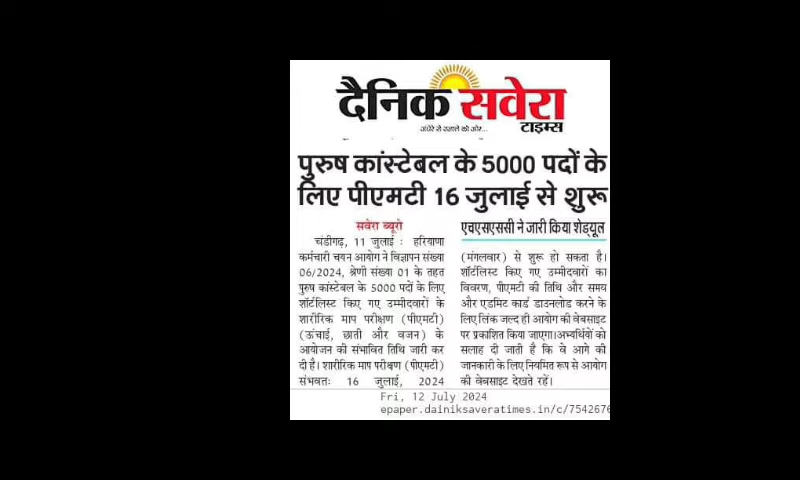 दैनिक सवेरा
टाइम्स
अंधेरे से उजाले की ओर...
पुरुष कांस्टेबल के 5000 पदों के
लिए पीएमटी 16 जुलाई से शुरू
सवेरा ब्यूरो
चंडीगढ़, 11 जुलाई : हरियाणा
कर्मचारी चयन आयोग ने विज्ञापन संख्या
06/2024, श्रेणी संख्या 01 के तहत
पुरुष कांस्टेबल के 5000 पदों के लिए
शॉर्टलिस्ट किए गए उम्मीदवारों के
शारीरिक माप परीक्षण (पीएमटी)
(ऊंचाई, छाती और वजन) के
आयोजन की संभावित तिथि जारी कर
दी है। शारीरिक माप परीक्षण (पीएमटी)
संभवतः 16 जुलाई, 2024
एचएसएससी ने जारी किया शेड्यूल
(मंगलवार) से शुरू हो सकता है।
शॉर्टलिस्ट किए गए उम्मीदवारों का
विवरण, पीएमटी की तिथि और समय
और एडमिट कार्ड डाउनलोड करने के
लिए लिंक जल्द ही आयोग की वेबसाइट
पर प्रकाशित किया जाएगा।अभ्यर्थियों को
सलाह दी जाती है कि वे आगे की
जानकारी के लिए नियमित रूप से आयोग
की वेबसाइट देखते रहें।
Fri, 12 July 2024
epaper.dainiksaveratimes.in/c/7542676